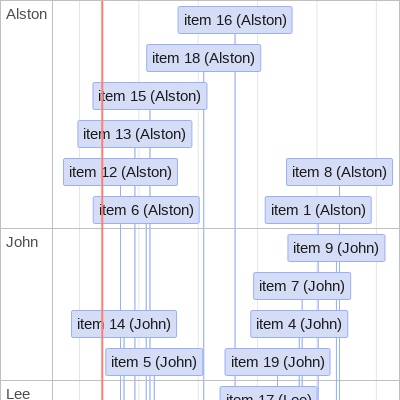 Alston
item 16 (Alston)
item 18 (Alston)
item 15 (Alston)
item 13 (Alston)
item 12 (Alston)
item 8 (Alston)
item 6 (Alston)
item 1 (Alston)
John
item 9 (John)
item 7 (John)
item 14 (John)
item 4 (John)
item 5 (John)
item 19 (John)
Lee
item 17 (Lee)